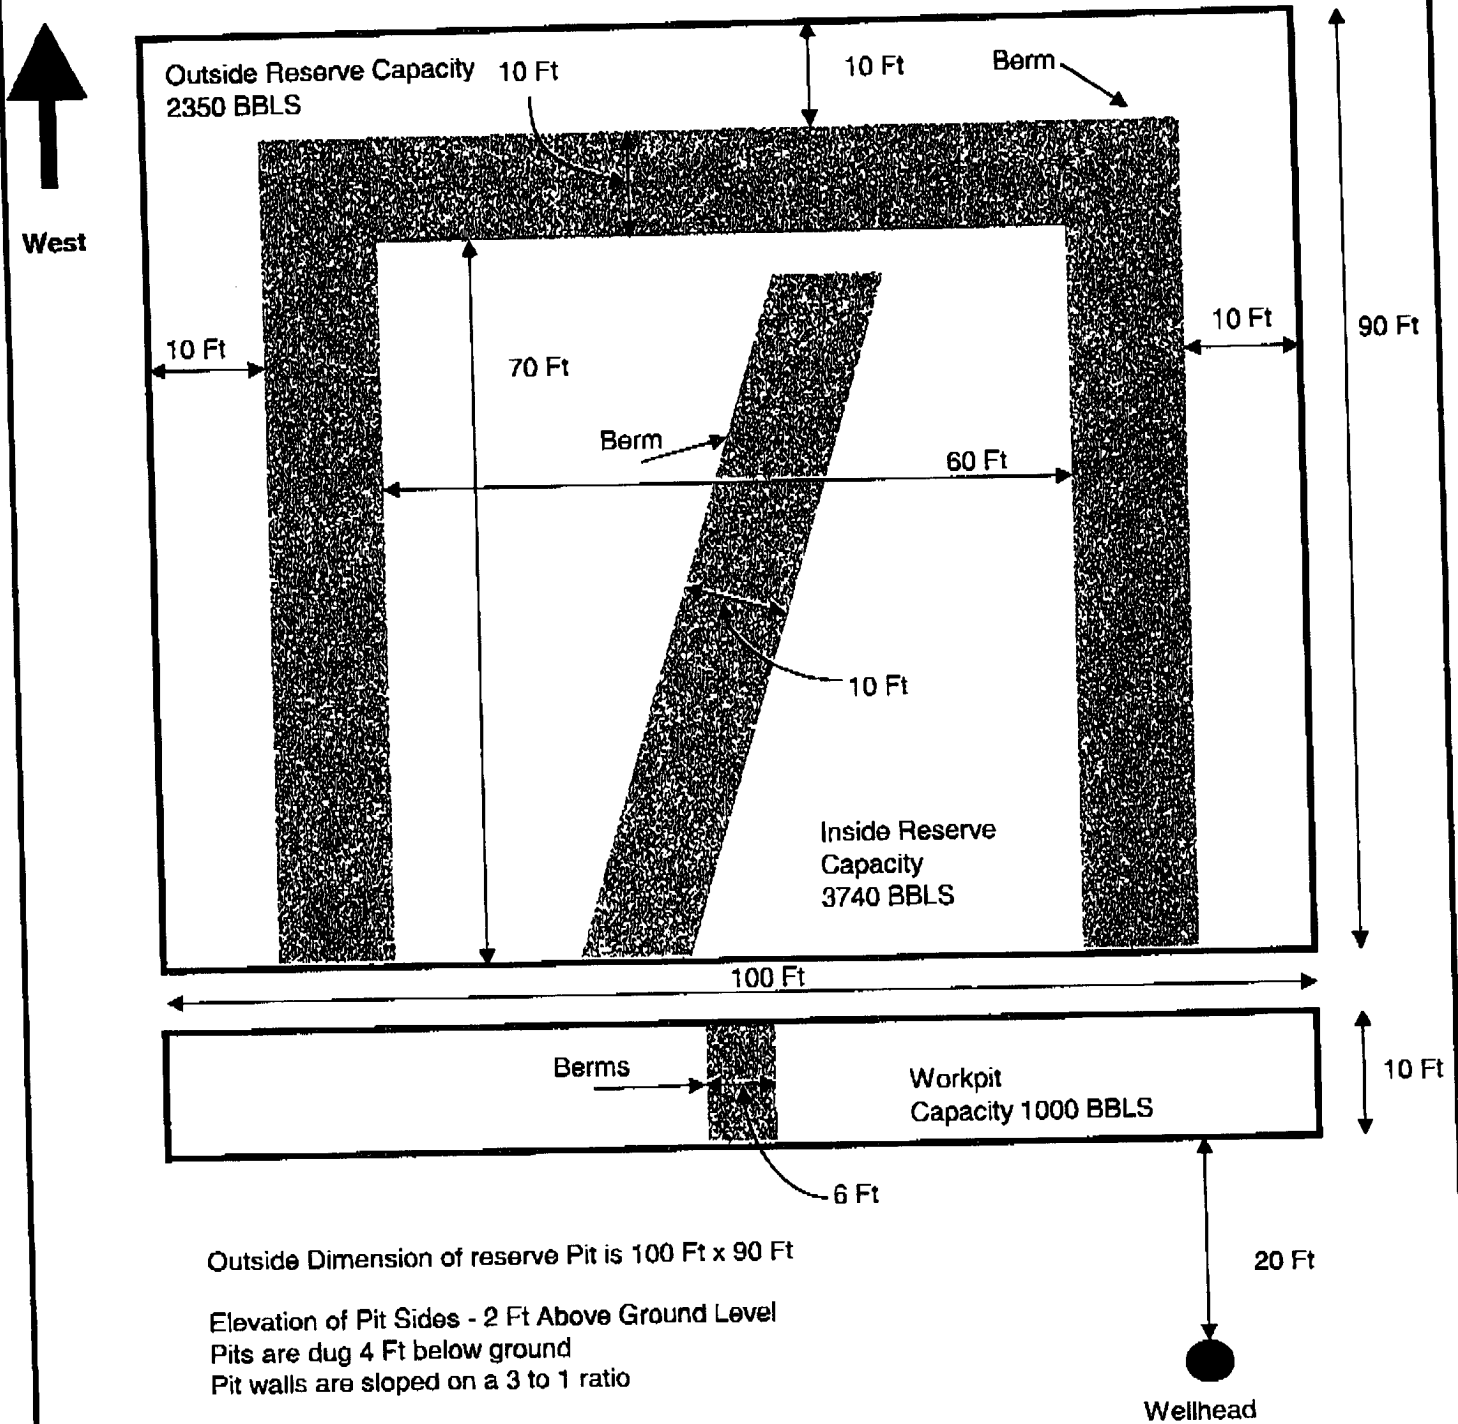 Outside Reserve Capacity
2350 BBLS
10 Ft
10 Ft
Berm
West
10 Ft
70 Ft
10 Ft
90 Ft
Berm
60 Ft
10 Ft
Inside Reserve
Capacity
3740 BBLS
100 Ft
Berms
Workpit
Capacity 1000 BBLS
10 Ft
6 Ft
20 Ft
Outside Dimension of reserve Pit is 100 Ft x 90 Ft
Elevation of Pit Sides - 2 Ft Above Ground Level
Pits are dug 4 Ft below ground
Pit walls are sloped on a 3 to 1 ratio
Wellhead